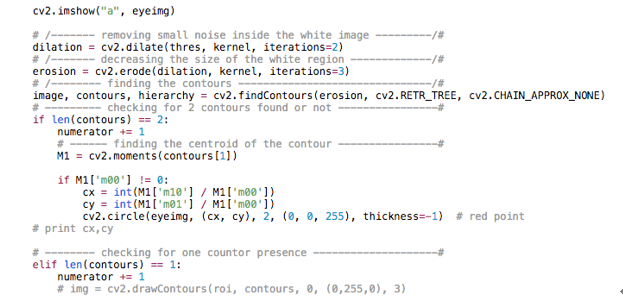 cv2.imshow("a", eyeimg)
# /------- removing small noise inside the white image ---------/#
dilation = cv2.dilate(thres, kernel, iterations=2)
# /------- decreasing the size of the white region -------------/#
erosion = cv2.erode(dilation, kernel, iterations=3)
# /------- finding the contours -------------------------------/#
image, contours, hierarchy = cv2.findContours(erosion, cv2.RETR_TREE, cv2.CHAIN_APPROX_NONE)
# --------- checking for 2 contours found or not ----------------#
if len(contours) == 2:
numerator += 1
# ------ finding the centroid of the contour ----------------#
M1 = cv2.moments(contours[1])
if M1['m00'] != 0:
cx = int(M1['m10'] / M1['m00'])
cy = int(M1['m01'] / M1['m00'])
cv2.circle(eyeimg, (cx, cy), 2, (0, 0, 255), thickness=-1)  # red point
# print cx,cy
# -------- checking for one countor presence --------------------#
elif len(contours) == 1:
numerator += 1
# img = cv2.drawContours(roi, contours, 0, (0,255,0), 3)